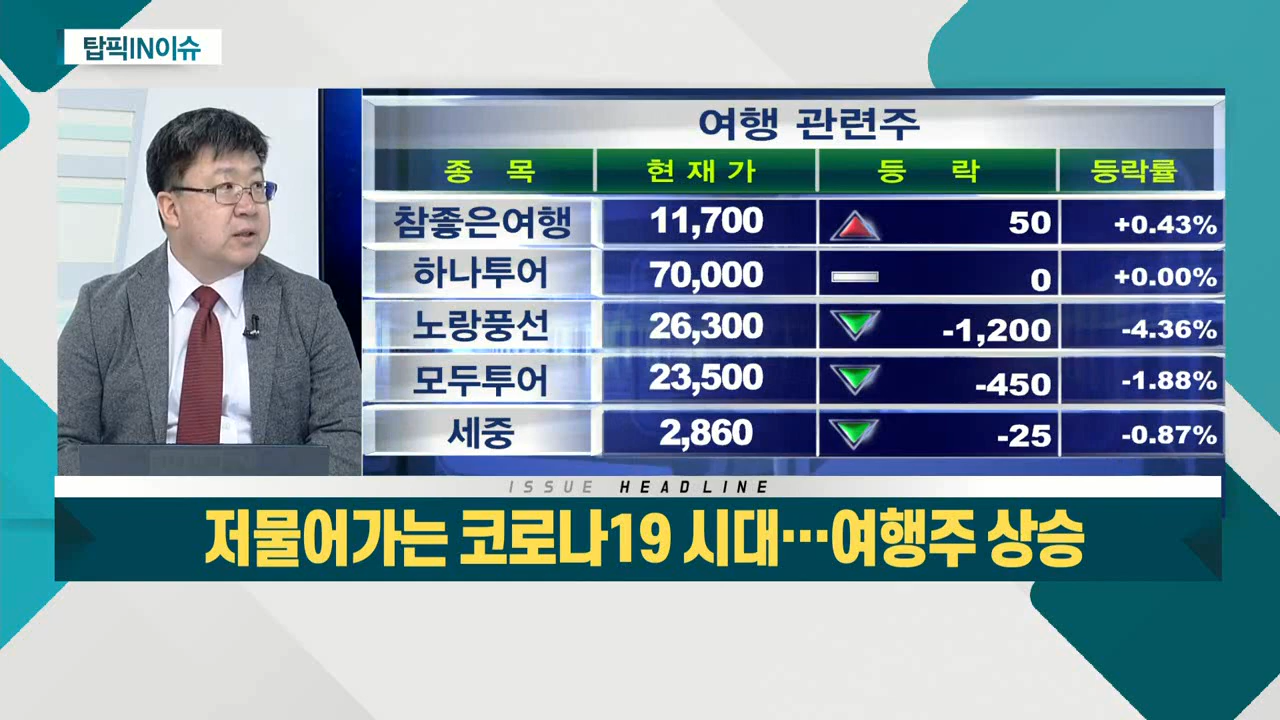 탑픽IN이슈
여행 관련주
종 목 현재가 등 락 등락률
참좋은여행 11,700 50 +0.43%
하나투어 70,000 0 +0.00%
노랑풍선 26,300 -1,200 -4.36%
모두투어 23,500 -450 -1.88%
세중 2,860 -25 -0.87%
ISSUE HEADLINE
저물어가는 코로나19 시대…여행주 상승